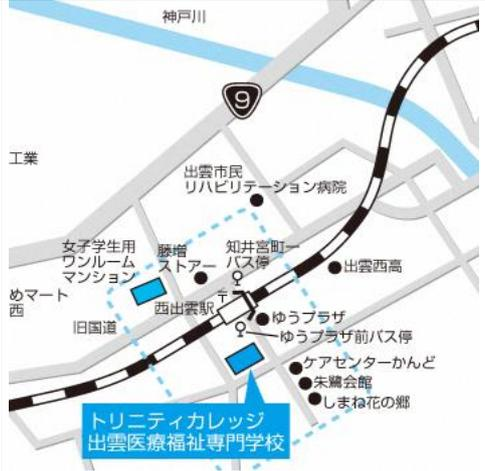 神戸川
9
工業
出雲市民
リハビリテーション病院
女子学生用
ワンルーム
マンション
藤増
ストアー
知井宮町一
バス停
出雲西高
めマート
西
〒
西出雲駅
ゆうプラザ
旧国道
ゆうプラザ前バス停
ケアセンターかんど
朱鷺会館
しまね花の郷
トリニティカレッジ
出雲医療福祉専門学校